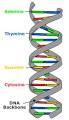 Adenine
Thymine
Guanine
Cytosine
DNA
Backbone